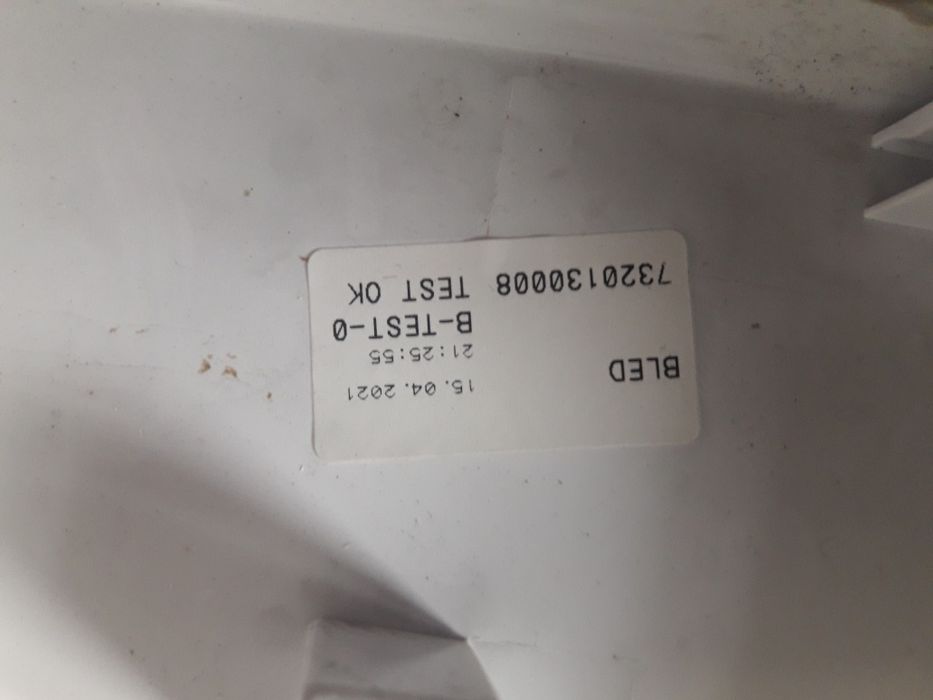 15.04.2021
BLED 21:25:55
B-TEST-0
7320130008 TEST OK